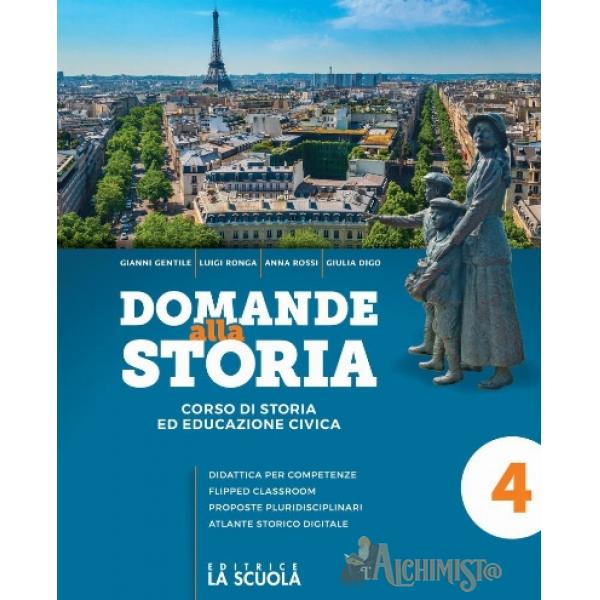 GIANNI GENTILE | LUIGI RONGA | ANNA ROSSI | GIULIA DIGO
DOMANDE
alla
STORIA
CORSO DI STORIA
ED EDUCAZIONE CIVICA
DIDATTICA PER COMPETENZE
FLIPPED CLASSROOM
PROPOSTE PLURIDISCIPLINARI
ATLANTE STORICO DIGITALE
4
EDITRICE
LA SCUOLA
L'ALCHIMIST@